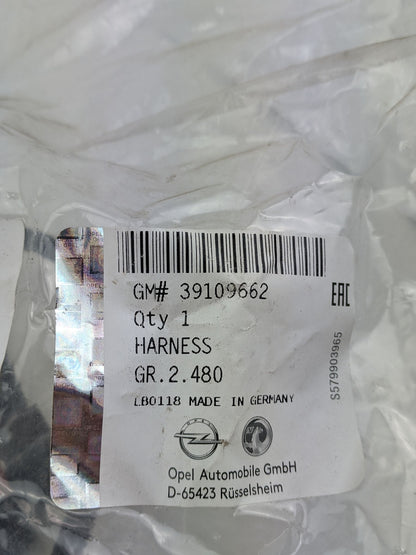 GM# 39109662
Qty 1
HARNESS
GR.2.480
LB0118 MADE IN GERMANY
Opel Automobile GmbH
D-65423 Rüsselsheim
EAC
S579903965